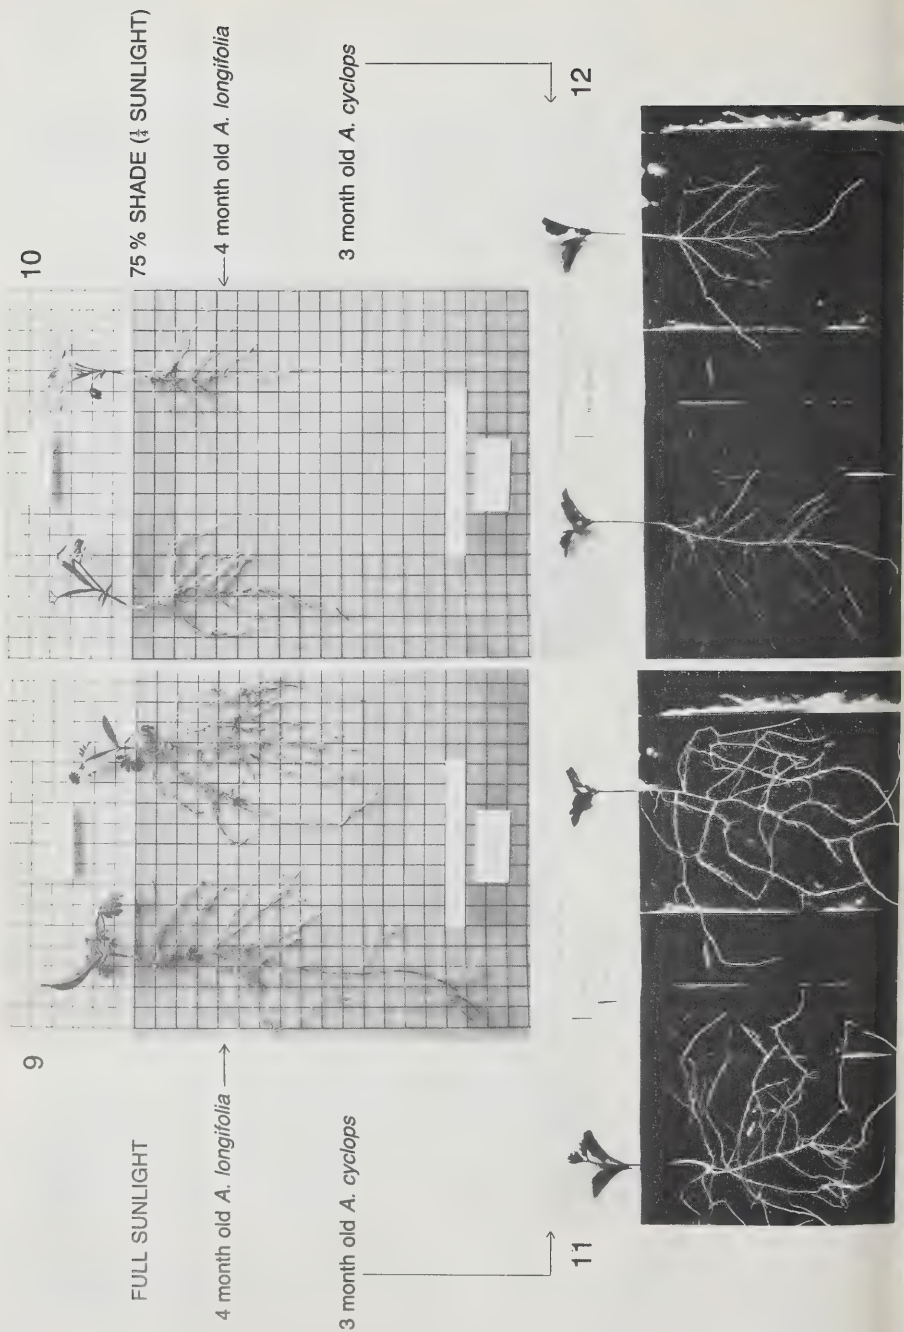 9
10
FULL SUNLIGHT
75 % SHADE (¼ SUNLIGHT)
4 month old A. longifolia
4 month old A. longifolia
3 month old A. cyclops
3 month old A. cyclops
11
12